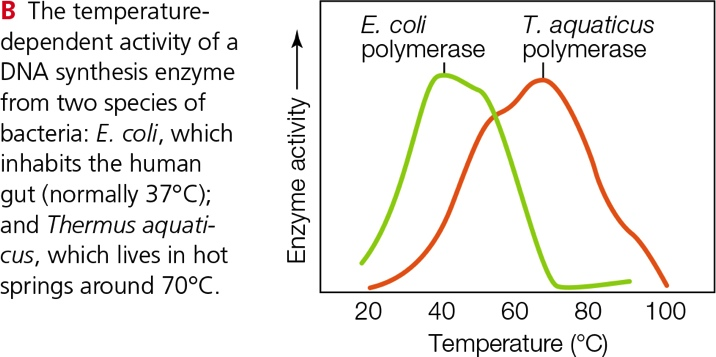 B The temperature-
dependent activity of a
DNA synthesis enzyme
from two species of
bacteria: E. coli, which
inhabits the human
gut (normally 37°C);
and Thermus aquati-
cus, which lives in hot
springs around 70°C.
E. coli
polymerase
T. aquaticus
polymerase
Enzyme activity
20 40 60 80 100
Temperature (°C)